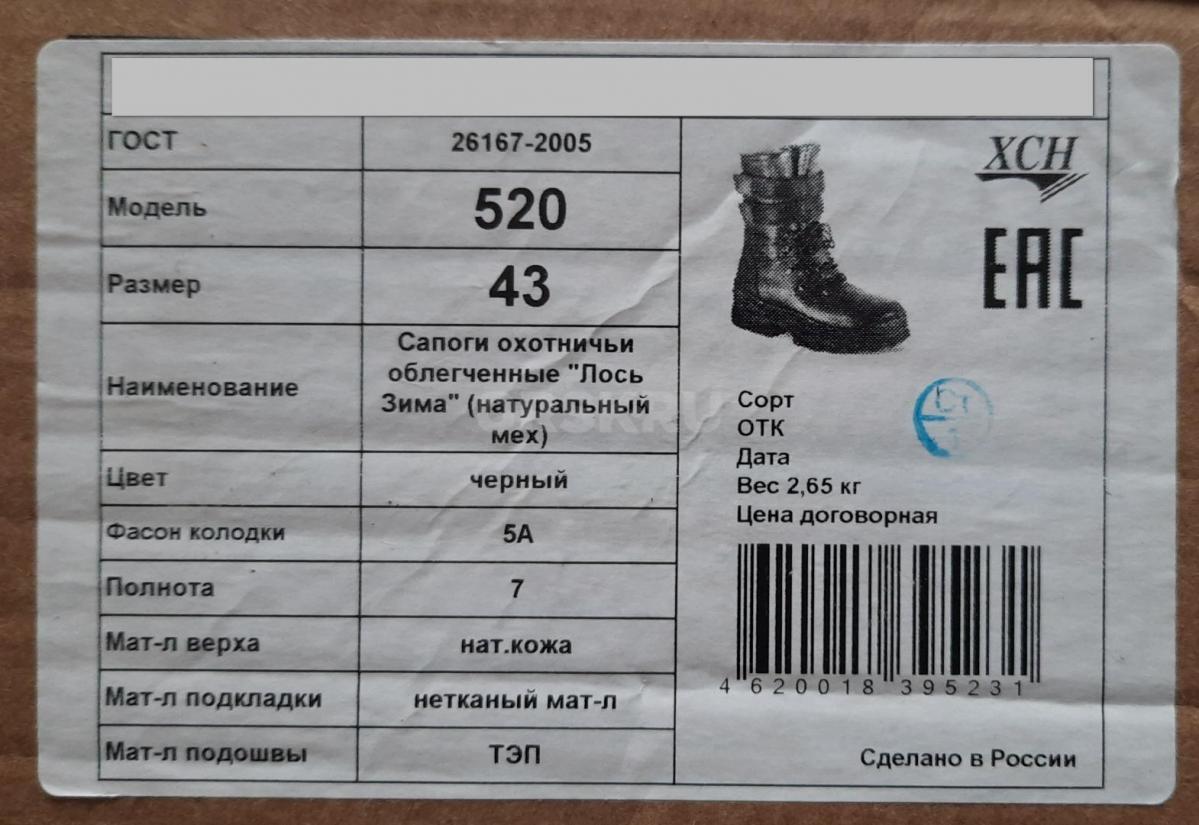 ГОСТ 26167-2005
Модель 520
Размер 43
Наименование
Сапоги охотничьи
облегченные "Лось
Зима" (натуральный
мех)
Цвет черный
Фасон колодки 5А
Полнота 7
Мат-л верха нат.кожа
Мат-л подкладки нетканый мат-л
Мат-л подошвы ТЭП
ХСН
ЕАС
Сорт
ОТК
Дата
Вес 2,65 кг
Цена договорная
4 620018 395231
Сделано в России